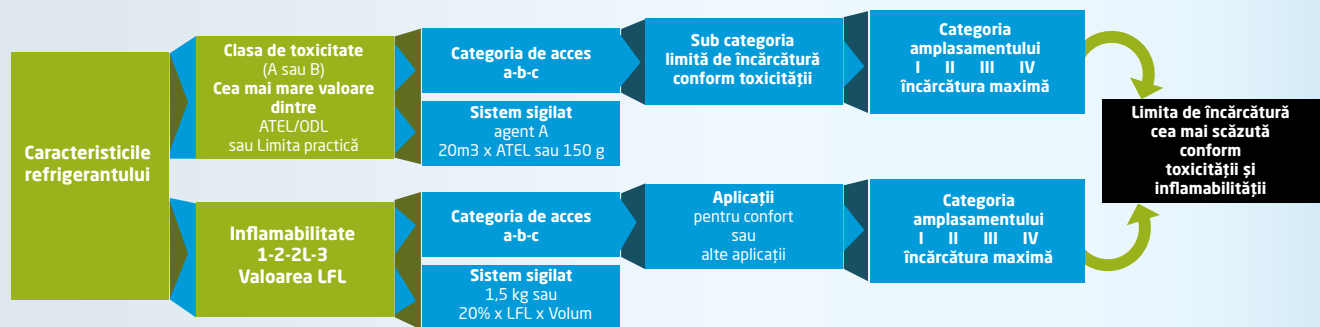 Caracteristicile
refrigerantului
Clasa de toxicitate
(A sau B)
Cea mai mare valoare
dintre
ATEL/ODL
sau Limita practică
Categoria de acces
a-b-c
Sistem sigilat
agent A
20m3 x ATEL sau 150 g
Sub categoria
limită de încărcătură
conform toxicității
Categoria
amplasamentului
I II III IV
încărcătura maximă
Inflamabilitate
1-2-2L-3
Valoarea LFL
Categoria de acces
a-b-c
Sistem sigilat
1,5 kg sau
20% x LFL x Volum
Aplicații
pentru confort
sau
alte aplicații
Categoria
amplasamentului
I II III IV
încărcătura maximă
Limita de încărcătură
cea mai scăzută
conform
toxicității și
inflamabilității